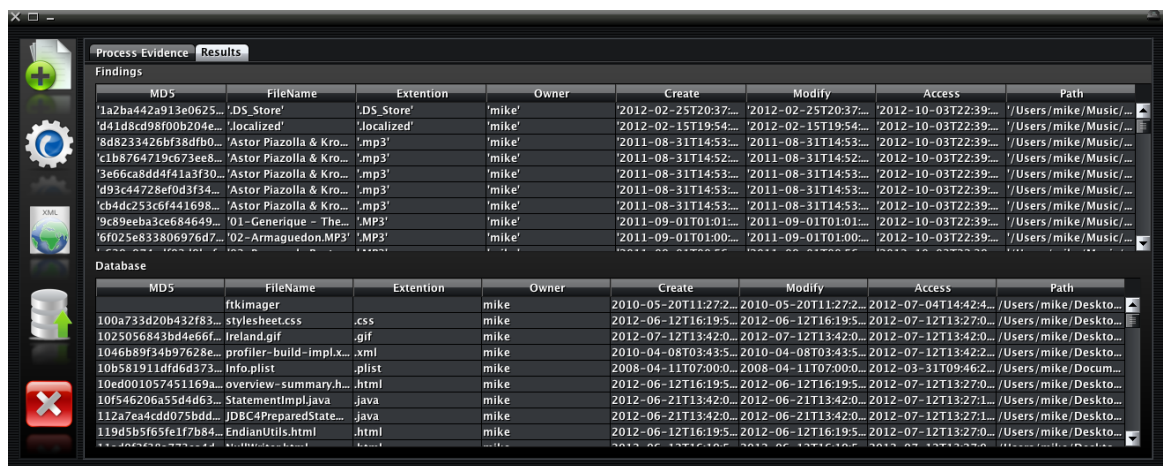 Process Evidence Results
Findings
MD5 FileName Extention Owner Create Modify Access Path
'1a2ba442a913e0625... '.DS_Store' '.DS_Store' 'mike' '2012-02-25T20:37:... '2012-02-25T20:37:... '2012-10-03T22:39:... '/Users/mike/Music/...
'd41d8cd98f00b204e... '.localized' '.localized' 'mike' '2012-02-15T19:54:... '2012-02-15T19:54:... '2012-10-03T22:39:... '/Users/mike/Music/...
'8d8233426bf38dfb0... 'Astor Piazolla & Kro... '.mp3' 'mike' '2011-08-31T14:53:... '2011-08-31T14:53:... '2012-10-03T22:39:... '/Users/mike/Music/...
'c1b8764719c673ee8... 'Astor Piazolla & Kro... '.mp3' 'mike' '2011-08-31T14:52:... '2011-08-31T14:52:... '2012-10-03T22:39:... '/Users/mike/Music/...
'3e66ca8dd4f41a3f30... 'Astor Piazolla & Kro... '.mp3' 'mike' '2011-08-31T14:53:... '2011-08-31T14:53:... '2012-10-03T22:39:... '/Users/mike/Music/...
'd93c44728ef0d3f34... 'Astor Piazolla & Kro... '.mp3' 'mike' '2011-08-31T14:53:... '2011-08-31T14:53:... '2012-10-03T22:39:... '/Users/mike/Music/...
'cb4dc253c6f441698... 'Astor Piazolla & Kro... '.mp3' 'mike' '2011-08-31T14:53:... '2011-08-31T14:53:... '2012-10-03T22:39:... '/Users/mike/Music/...
XML
'9c89eeba3ce684649... '01-Generique - The... '.MP3' 'mike' '2011-09-01T01:01:... '2011-09-01T01:01:... '2012-10-03T22:39:... '/Users/mike/Music/...
'6f025e833806976d7... '02-Armaguedon.MP3' '.MP3' 'mike' '2011-09-01T01:00:... '2011-09-01T01:00:... '2012-10-03T22:39:... '/Users/mike/Music/...
Database
MD5 FileName Extention Owner Create Modify Access Path
ftkimager mike 2010-05-20T11:27:2... 2010-05-20T11:27:2... 2012-07-04T14:42:4... /Users/mike/Deskto...
100a733d20b432f83... stylesheet.css .css mike 2012-06-12T16:19:5... 2012-06-12T16:19:5... 2012-07-12T13:27:0... /Users/mike/Deskto...
1025056843bd4e66f... Ireland.gif .gif mike 2012-07-12T13:42:0... 2012-07-12T13:42:0... 2012-07-12T13:42:0... /Users/mike/Deskto...
1046b89f34b97628e... profiler-build-impl.x... .xml mike 2010-04-08T03:43:5... 2010-04-08T03:43:5... 2012-07-12T13:42:2... /Users/mike/Deskto...
10b581911dfd6d373... Info.plist .plist mike 2008-04-11T07:00:0... 2008-04-11T07:00:0... 2012-03-31T09:46:2... /Users/mike/Docum...
10ed001057451169a... overview-summary.h... .html mike 2012-06-12T16:19:5... 2012-06-12T16:19:5... 2012-07-12T13:27:0... /Users/mike/Deskto...
10f546206a55d4d63... StatementImpl.java .java mike 2012-06-21T13:42:0... 2012-06-21T13:42:0... 2012-07-12T13:27:1... /Users/mike/Deskto...
112a7ea4cdd075bdd... JDBC4PreparedState... .java mike 2012-06-21T13:42:0... 2012-06-21T13:42:0... 2012-07-12T13:27:1... /Users/mike/Deskto...
119d5b5f65fe1f7b84... EndianUtils.html .html mike 2012-06-12T16:19:5... 2012-06-12T16:19:5... 2012-07-12T13:27:0... /Users/mike/Deskto...